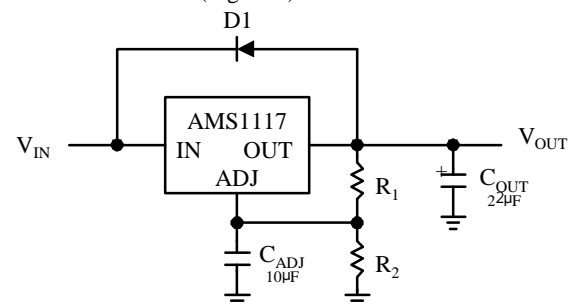 D1
AMS1117
V_IN
IN OUT
V_OUT
ADJ
R_1
+
C_OUT
22µF
C_ADJ
10µF
R_2